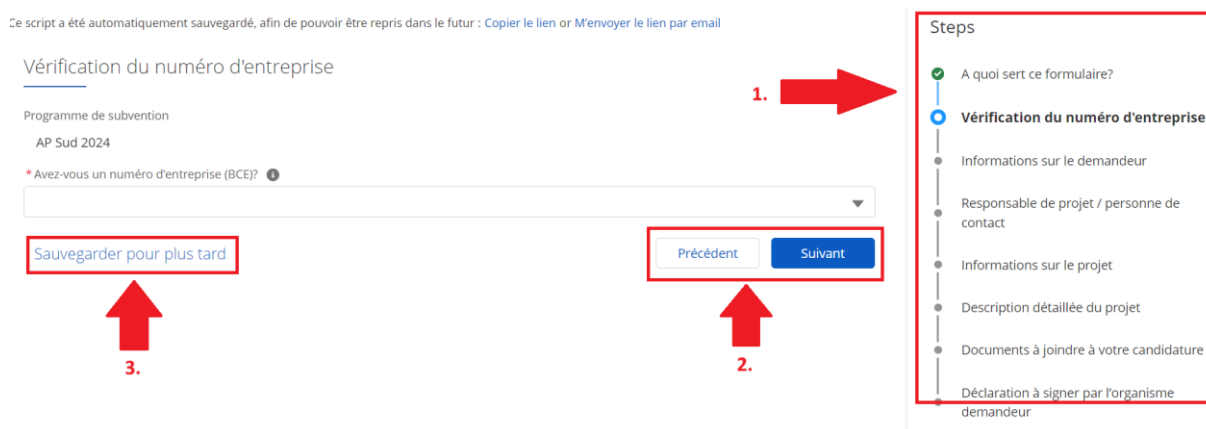 Ce script a été automatiquement sauvegardé, afin de pouvoir être repris dans le futur : Copier le lien or M'envoyer le lien par email
Vérification du numéro d'entreprise
Programme de subvention
AP Sud 2024
* Avez-vous un numéro d'entreprise (BCE)?
Sauvegarder pour plus tard
Précédent
Suivant
3.
2.
1.
Steps
A quoi sert ce formulaire?
Vérification du numéro d'entreprise
Informations sur le demandeur
Responsable de projet / personne de
contact
Informations sur le projet
Description détaillée du projet
Documents à joindre à votre candidature
Déclaration à signer par l'organisme
demandeur